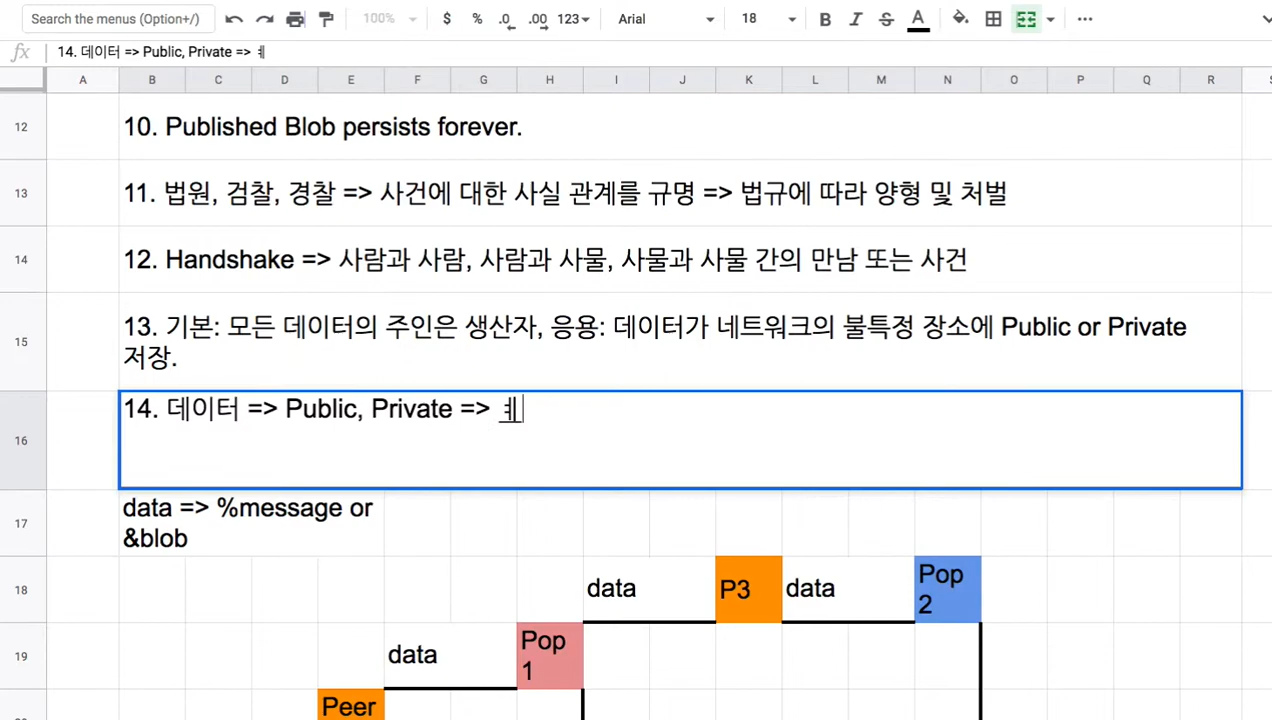 Search the menus (Option+/)
100%
$ % .0 .00 123
Arial
18
B I S A
fx 14. 데이터 => Public, Private => ㅖ
A B C D E F G H I J K L M N O P Q R
12 10. Published Blob persists forever.
13 11. 법원, 검찰, 경찰 => 사건에 대한 사실 관계를 규명 => 법규에 따라 양형 및 처벌
14 12. Handshake => 사람과 사람, 사람과 사물, 사물과 사물 간의 만남 또는 사건
15 13. 기본: 모든 데이터의 주인은 생산자, 응용: 데이터가 네트워크의 불특정 장소에 Public or Private
저장.
16 14. 데이터 => Public, Private => ㅖ
17 data => %message or
&blob
18 data P3 data Pop
2
19 data Pop
1
Peer